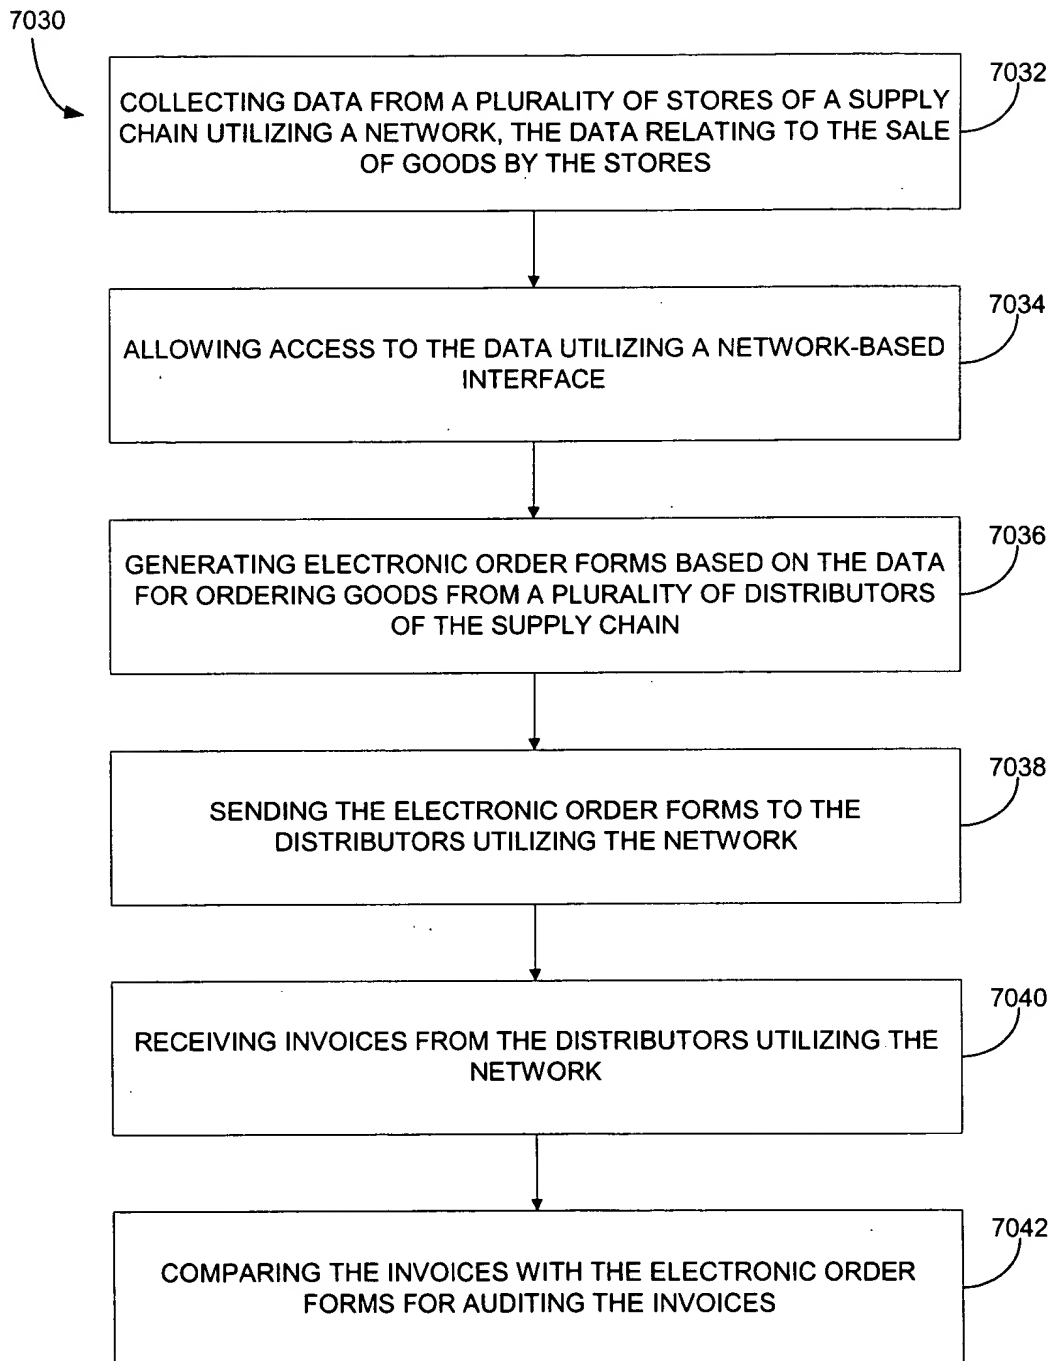 7030
7032
COLLECTING DATA FROM A PLURALITY OF STORES OF A SUPPLY
CHAIN UTILIZING A NETWORK, THE DATA RELATING TO THE SALE
OF GOODS BY THE STORES
7034
ALLOWING ACCESS TO THE DATA UTILIZING A NETWORK-BASED
INTERFACE
7036
GENERATING ELECTRONIC ORDER FORMS BASED ON THE DATA
FOR ORDERING GOODS FROM A PLURALITY OF DISTRIBUTORS
OF THE SUPPLY CHAIN
7038
SENDING THE ELECTRONIC ORDER FORMS TO THE
DISTRIBUTORS UTILIZING THE NETWORK
7040
RECEIVING INVOICES FROM THE DISTRIBUTORS UTILIZING THE
NETWORK
7042
COMPARING THE INVOICES WITH THE ELECTRONIC ORDER
FORMS FOR AUDITING THE INVOICES